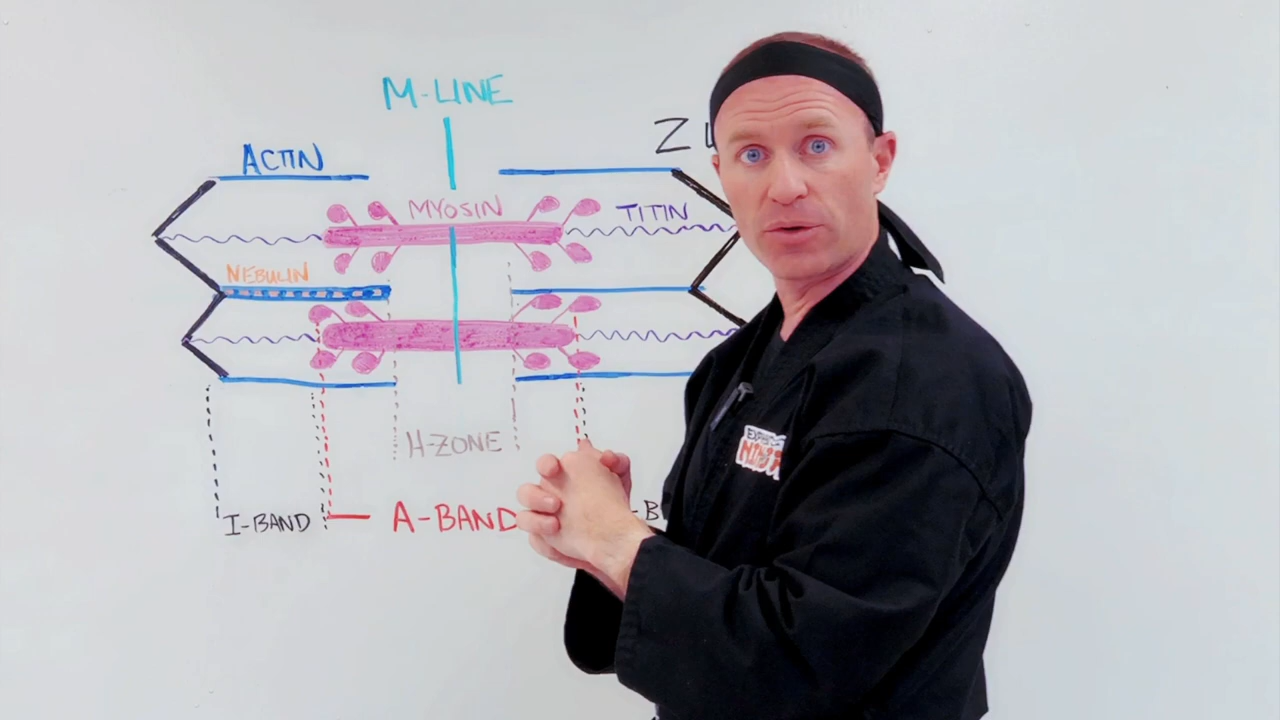 M-LINE
ACTIN
Z
MYOSIN
TITIN
NEBULIN
H-ZONE
I-BAND
A-BAND
-B